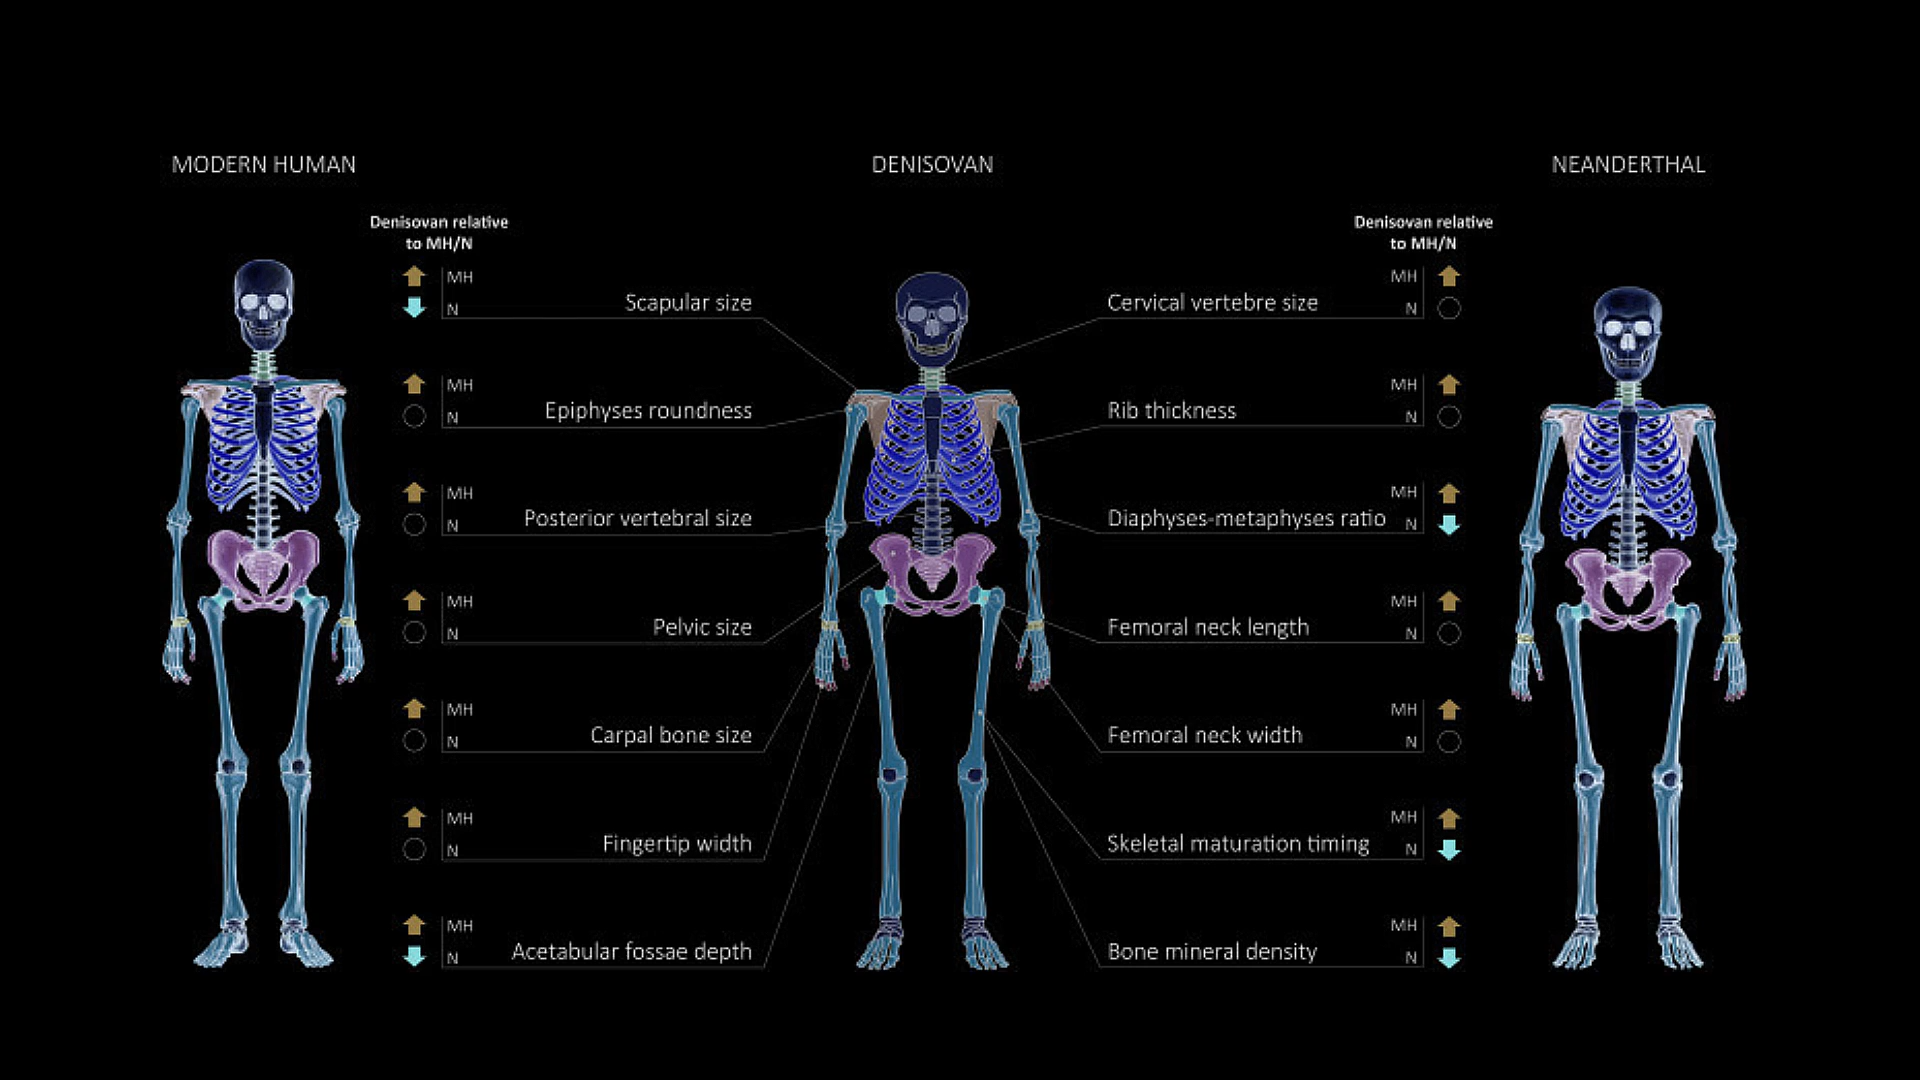 MODERN HUMAN
DENISOVAN
NEANDERTHAL
Denisovan relative
to MH/N
Denisovan relative
to MH/N
MH
N
Scapular size
Cervical vertebre size
MH
N
MH
N
Epiphyses roundness
Rib thickness
MH
N
MH
N
Posterior vertebral size
Diaphyses-metaphyses ratio
MH
N
MH
N
Pelvic size
Femoral neck length
MH
N
MH
N
Carpal bone size
Femoral neck width
MH
N
MH
N
Fingertip width
Skeletal maturation timing
MH
N
MH
N
Acetabular fossae depth
Bone mineral density
MH
N